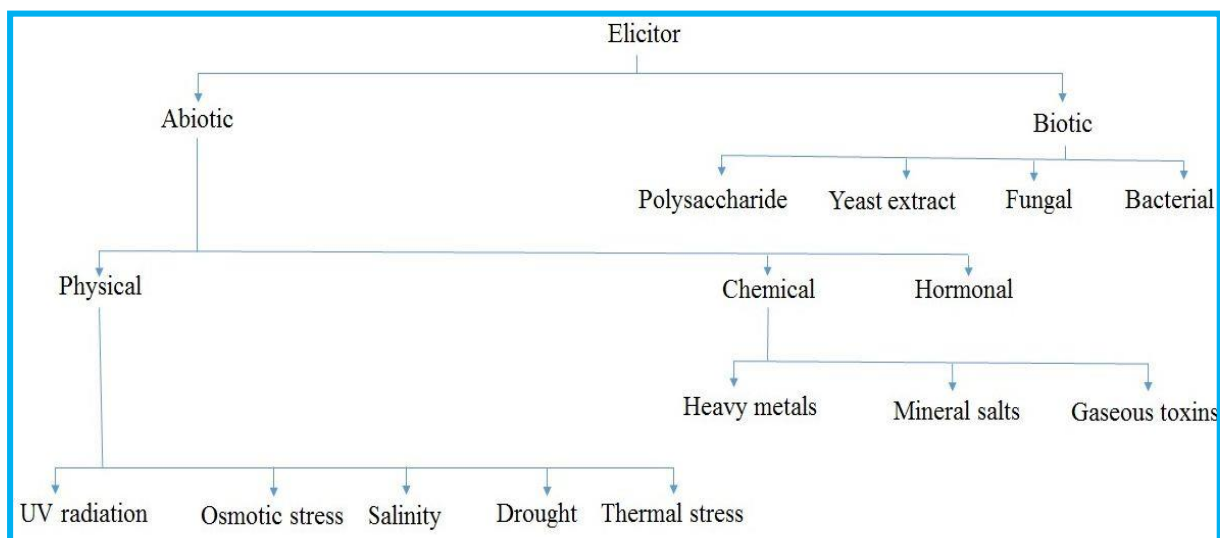 Elicitor
Abiotic
Biotic
Polysaccharide
Yeast extract
Fungal
Bacterial
Physical
Chemical
Hormonal
Heavy metals
Mineral salts
Gaseous toxins
UV radiation
Osmotic stress
Salinity
Drought
Thermal stress